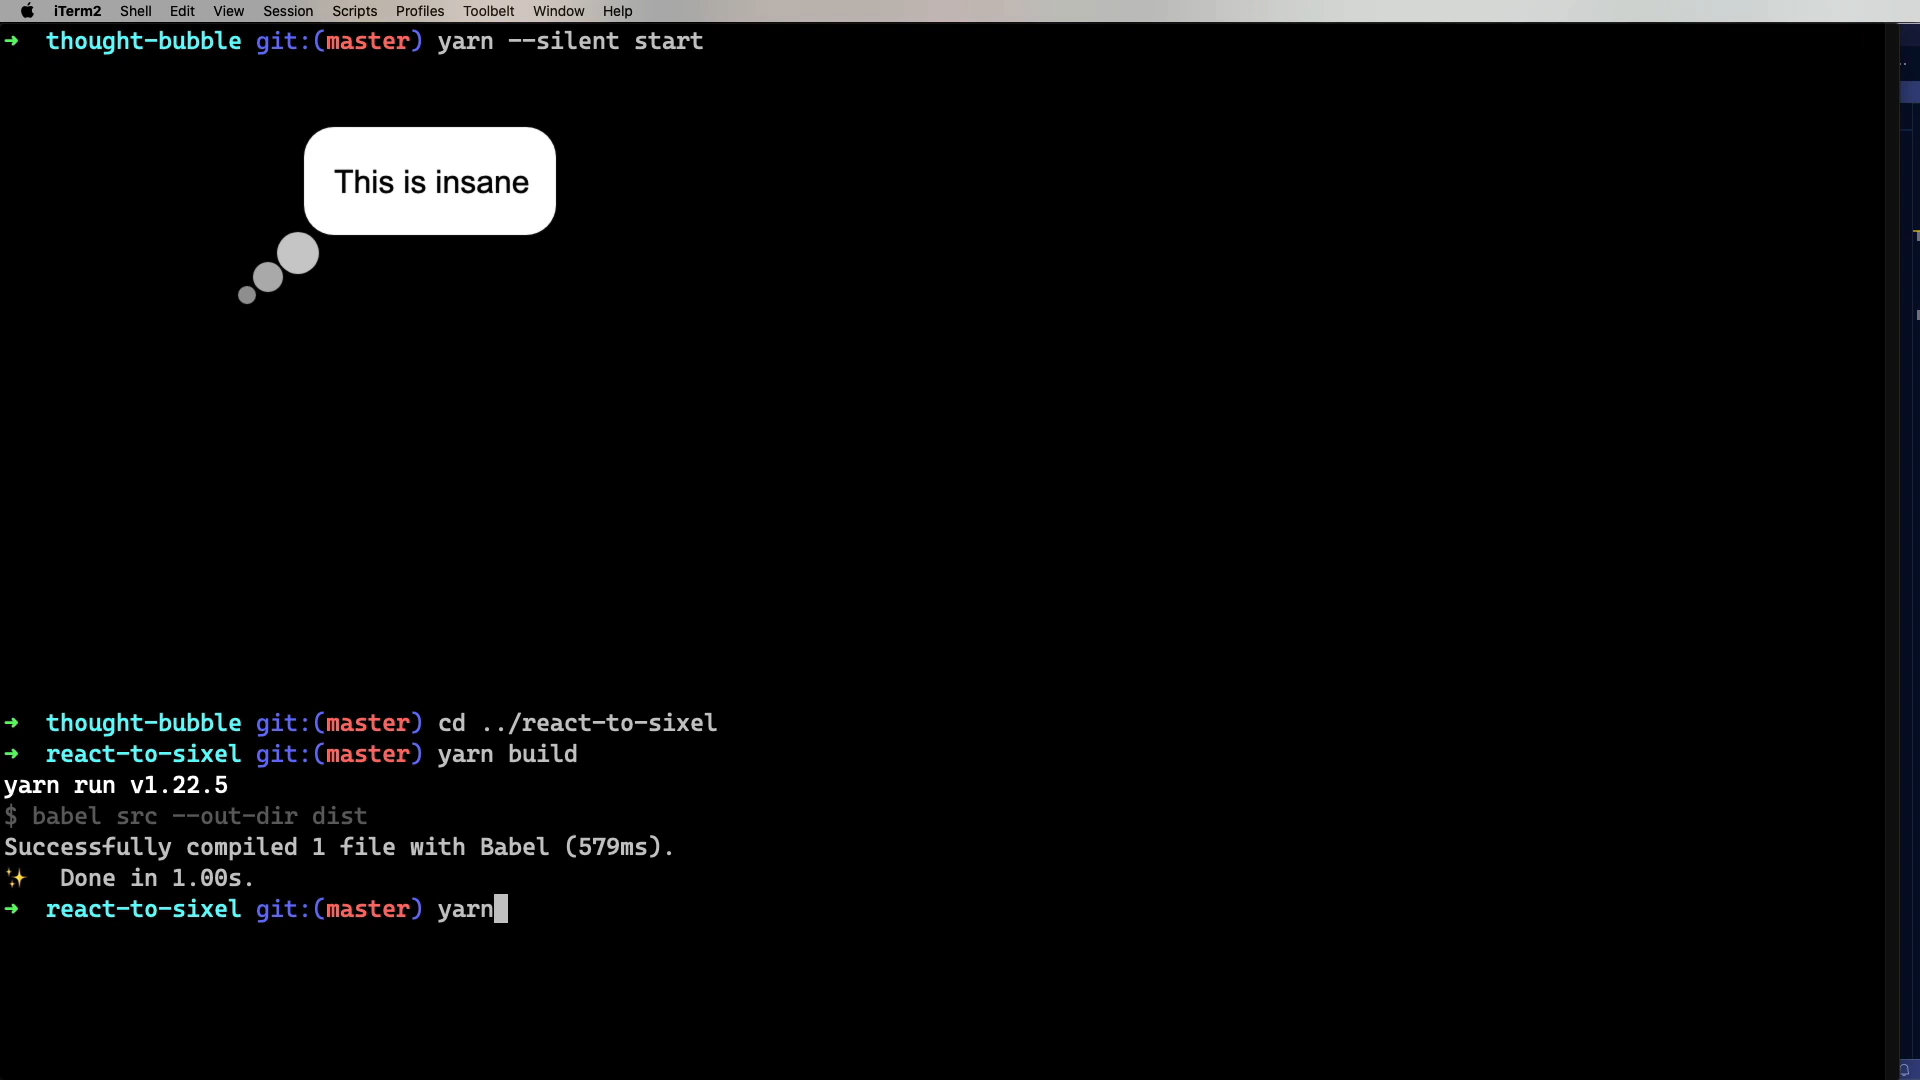 iTerm2 Shell Edit View Session Scripts Profiles Toolbelt Window Help
➜ thought-bubble git:(master) yarn --silent start
This is insane
➜ thought-bubble git:(master) cd ../react-to-sixel
➜ react-to-sixel git:(master) yarn build
yarn run v1.22.5
$ babel src --out-dir dist
Successfully compiled 1 file with Babel (579ms).
✨ Done in 1.00s.
➜ react-to-sixel git:(master) yarn